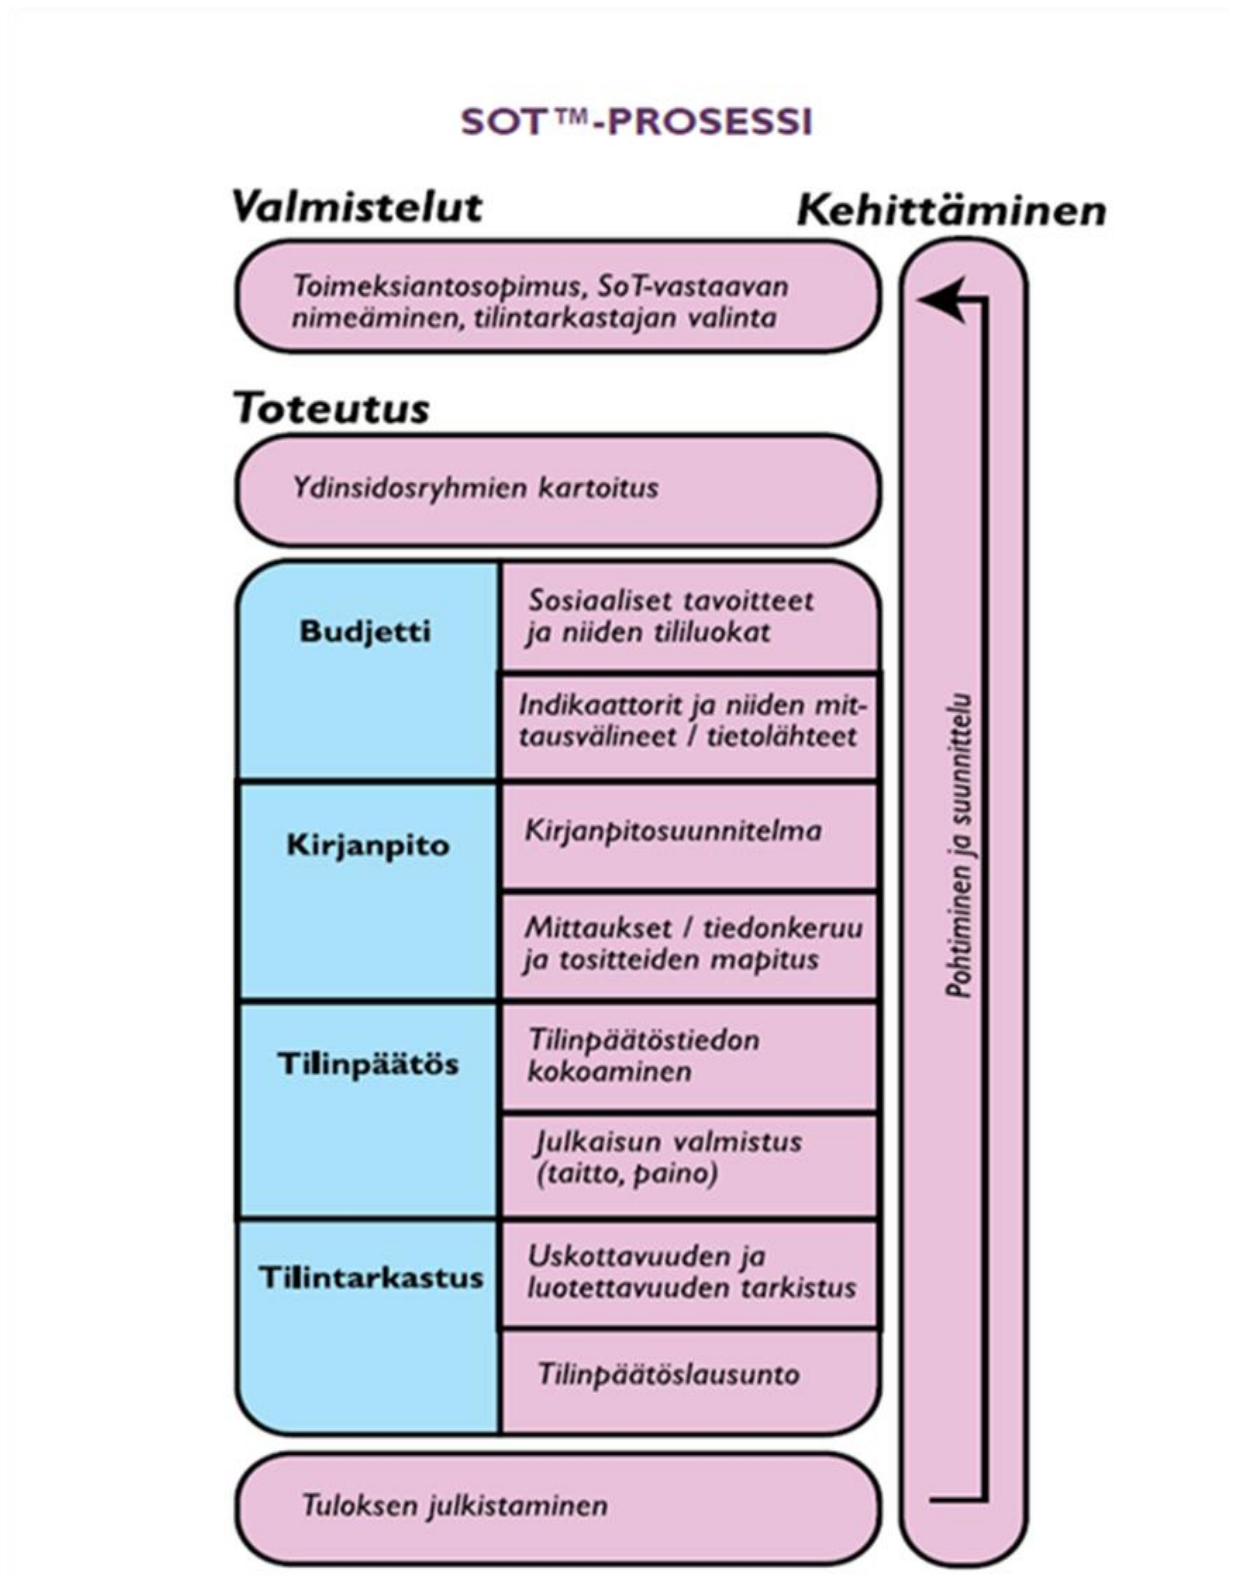 SOT™-PROSESSI
Valmistelut
Kehittäminen
Toimeksiantosopimus, SoT-vastaavan
nimeäminen, tilintarkastajan valinta
Toteutus
Ydinsidosryhmien kartoitus
Budjetti
Sosiaaliset tavoitteet
ja niiden tililuokat
Indikaattorit ja niiden mit-
tausvälineet / tietolähteet
Kirjanpito
Kirjanpitosuunnitelma
Mittaukset / tiedonkeruu
ja tositteiden mapitus
Tilinpäätös
Tilinpäätöstiedon
kokoaminen
Julkaisun valmistus
(taitto, paino)
Tilintarkastus
Uskottavuuden ja
luotettavuuden tarkistus
Tilinpäätöslausunto
Tuloksen julkistaminen
Pohtiminen ja suunnittelu